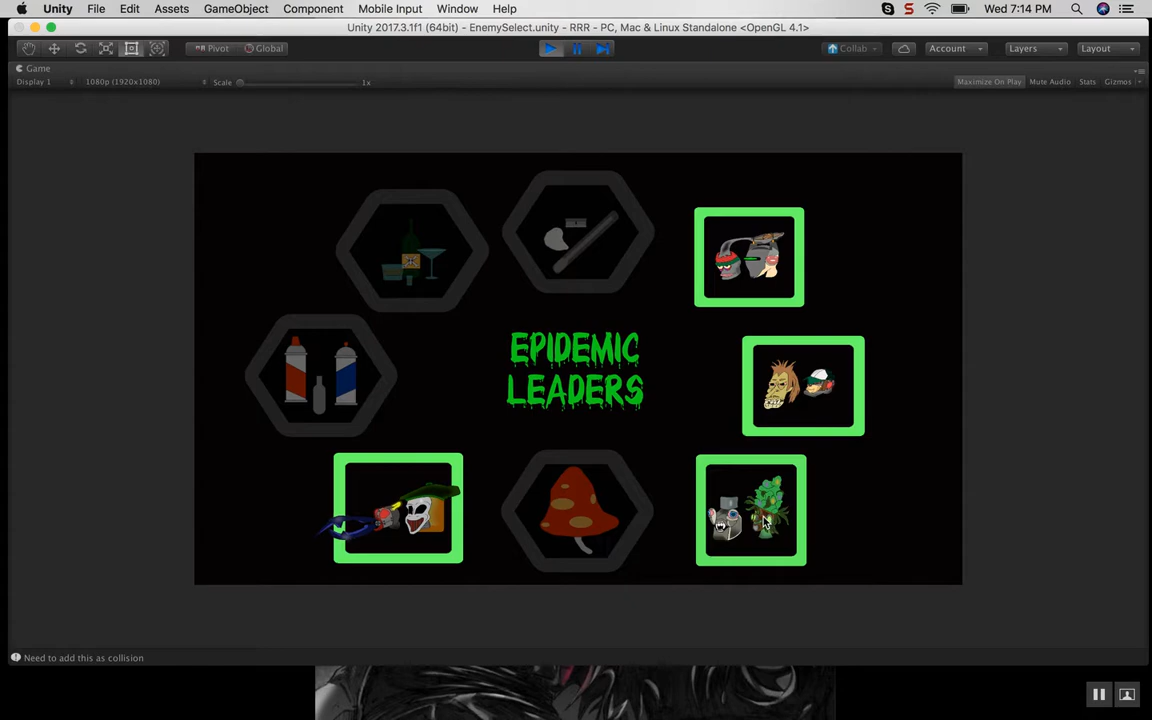 Unity File Edit Assets GameObject Component Mobile Input Window Help
Wed 7:14 PM
Unity 2017.3.1f1 (64bit) - EnemySelect.unity - RRR - PC, Mac & Linux Standalone <OpenGL 4.1>
Pivot Global Collab Account Layers Layout
Game
Display 1 1080p (1920x1080) Scale 1x Maximize On Play Mute Audio Stats Gizmos
EPIDEMIC
LEADERS
Need to add this as collision